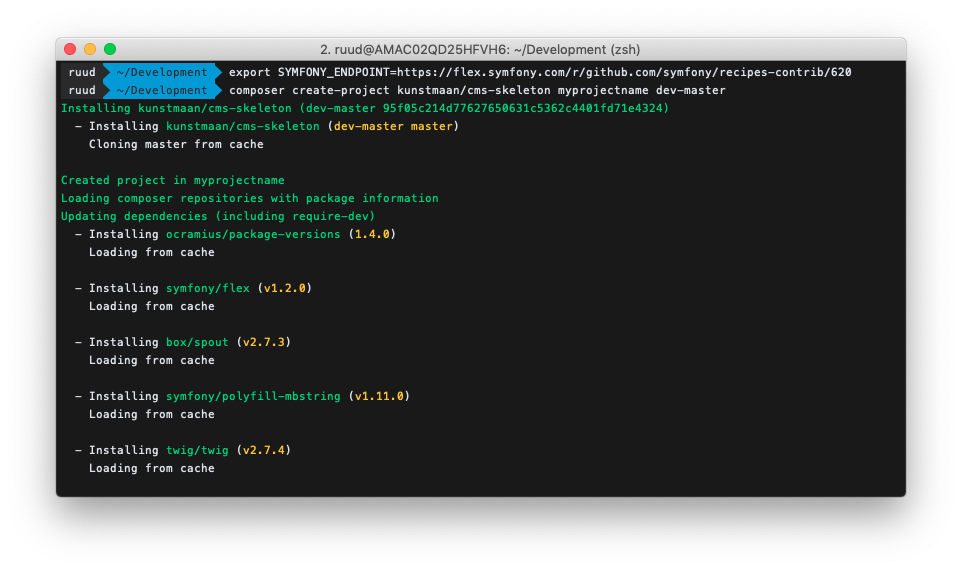 2. ruud@AMAC02QD25HFVH6: ~/Development (zsh)
ruud ~/Development export SYMFONY_ENDPOINT=https://flex.symfony.com/r/github.com/symfony/recipes-contrib/620
ruud ~/Development composer create-project kunstmaan/cms-skeleton myprojectname dev-master
Installing kunstmaan/cms-skeleton (dev-master 95f05c214d77627650631c5362c4401fd71e4324)
- Installing kunstmaan/cms-skeleton (dev-master master)
Cloning master from cache
Created project in myprojectname
Loading composer repositories with package information
Updating dependencies (including require-dev)
- Installing ocramius/package-versions (1.4.0)
Loading from cache
- Installing symfony/flex (v1.2.0)
Loading from cache
- Installing box/spout (v2.7.3)
Loading from cache
- Installing symfony/polyfill-mbstring (v1.11.0)
Loading from cache
- Installing twig/twig (v2.7.4)
Loading from cache